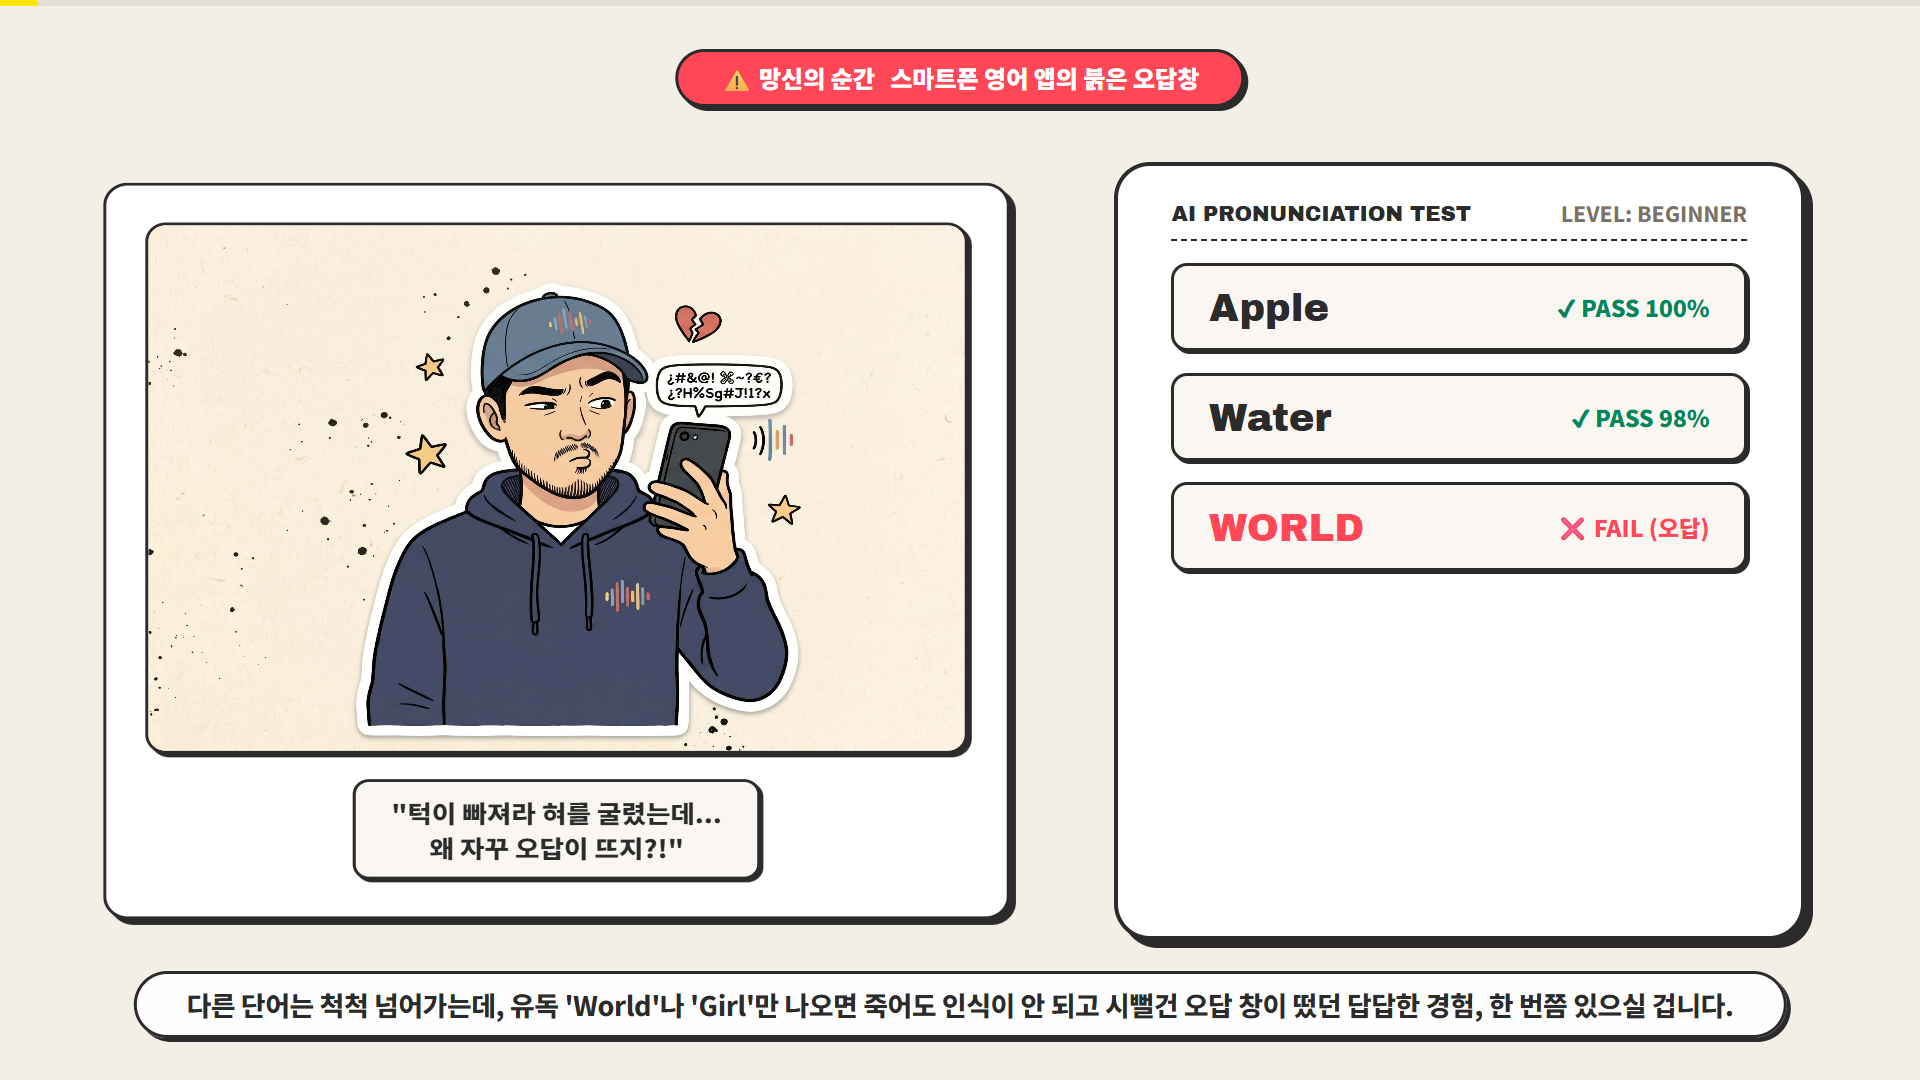 ⚠️ 망신의 순간 스마트폰 영어 앱의 붉은 오답창
¿#&@! ⌘~?€?
¿?H%Sg#J!1?x
"턱이 빠져라 혀를 굴렸는데...
왜 자꾸 오답이 뜨지?!"
AI PRONUNCIATION TEST LEVEL: BEGINNER
Apple ✓ PASS 100%
Water ✓ PASS 98%
WORLD ❌ FAIL (오답)
다른 단어는 척척 넘어가는데, 유독 'World'나 'Girl'만 나오면 죽어도 인식이 안 되고 시뻘건 오답 창이 떴던 답답한 경험, 한 번쯤 있으실 겁니다.